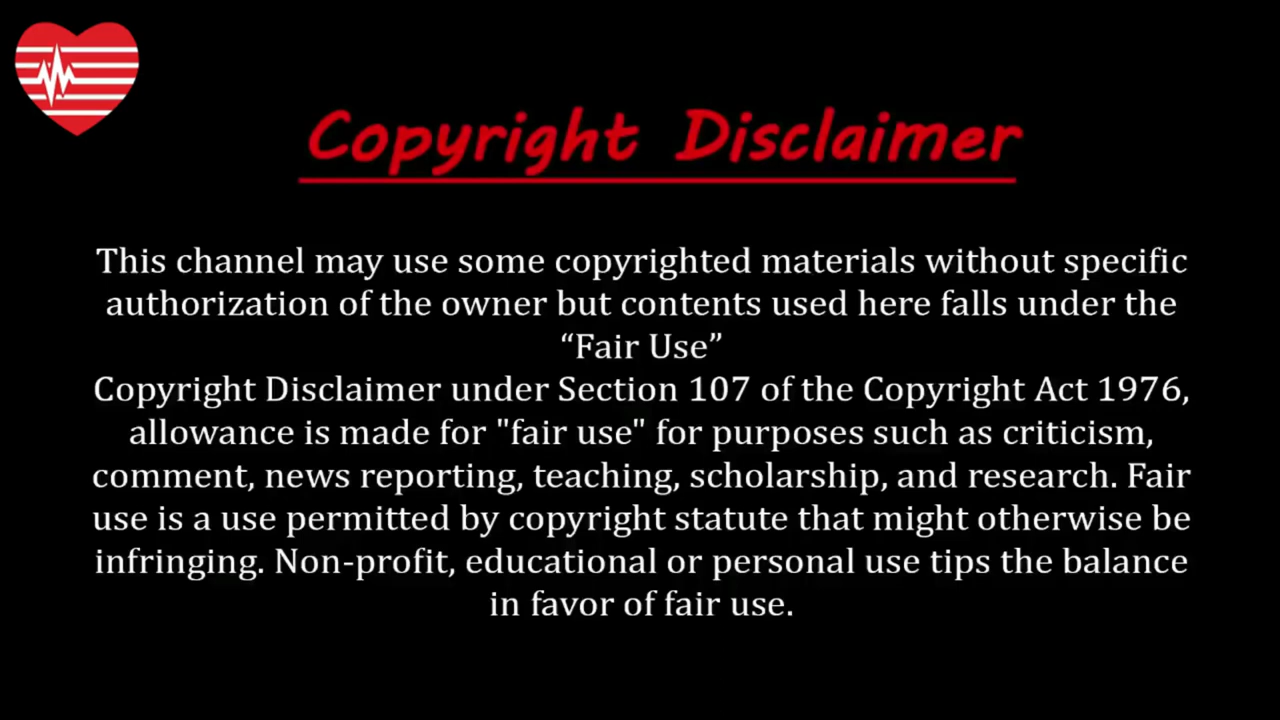 Copyright Disclaimer
This channel may use some copyrighted materials without specific
authorization of the owner but contents used here falls under the
“Fair Use”
Copyright Disclaimer under Section 107 of the Copyright Act 1976,
allowance is made for "fair use" for purposes such as criticism,
comment, news reporting, teaching, scholarship, and research. Fair
use is a use permitted by copyright statute that might otherwise be
infringing. Non-profit, educational or personal use tips the balance
in favor of fair use.